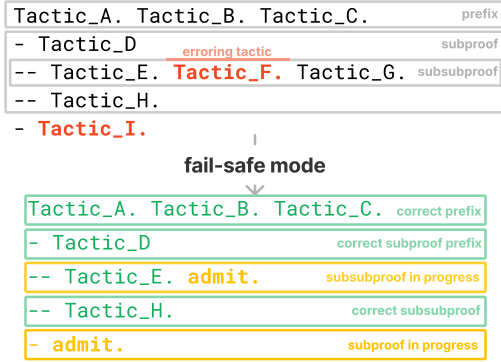 Tactic_A. Tactic_B. Tactic_C. prefix
- Tactic_D subproof
erroring tactic
-- Tactic_E. Tactic_F. Tactic_G. subsubproof
-- Tactic_H.
- Tactic_I.
fail-safe mode
Tactic_A. Tactic_B. Tactic_C. correct prefix
- Tactic_D correct subproof prefix
-- Tactic_E. admit. subsubproof in progress
-- Tactic_H. correct subsubproof
- admit. subproof in progress